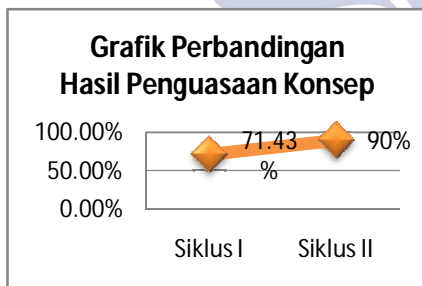 Grafik Perbandingan
Hasil Penguasaan Konsep
100.00%
50.00%
0.00%
71.43
%
90%
Siklus I
Siklus II